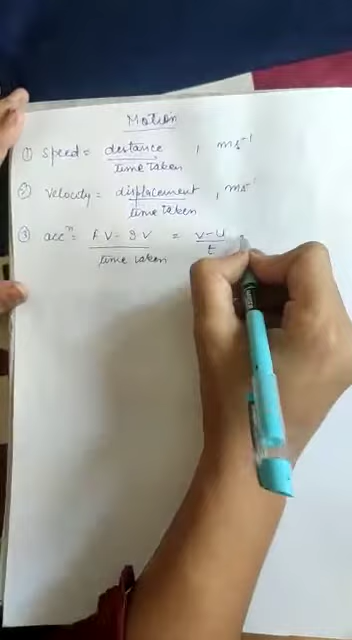 Motion
① speed = distance / time taken , ms⁻¹
② velocity = displacement / time taken , ms⁻¹
③ accⁿ = f V - I V / time taken = v-u / t